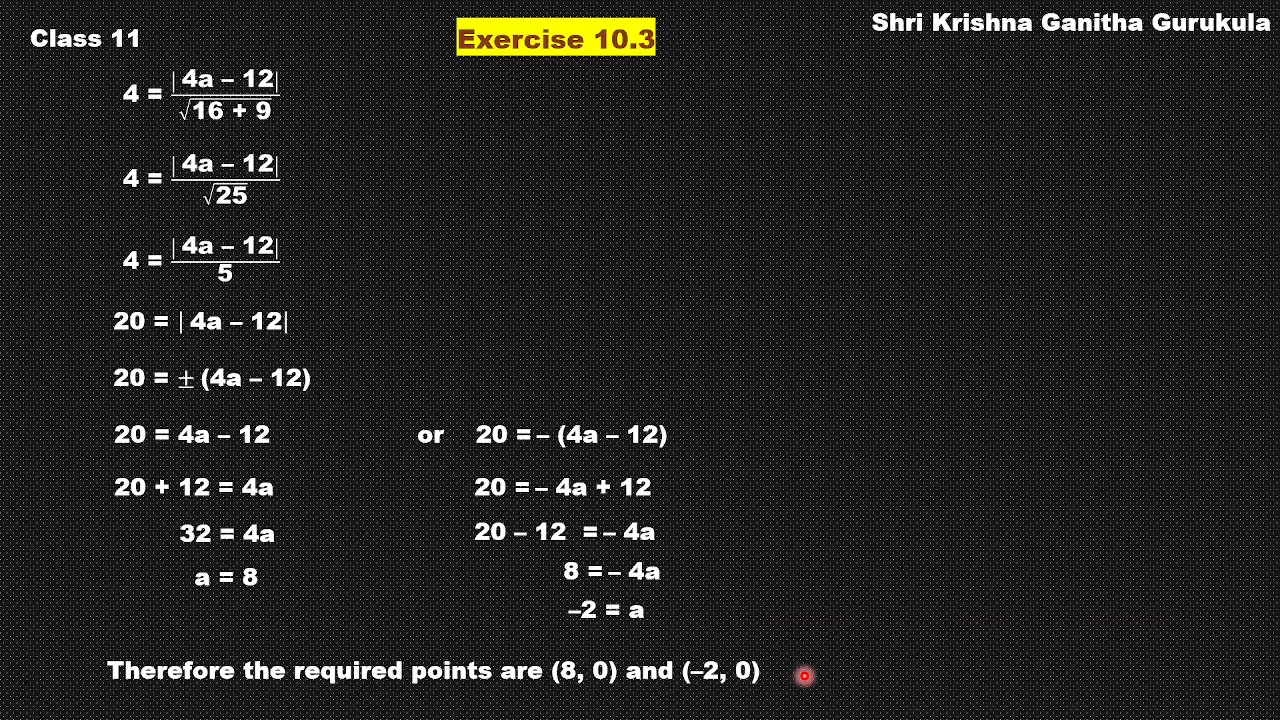 Class 11
Exercise 10.3
Shri Krishna Ganitha Gurukula
4 = |4a – 12| / √(16 + 9)
4 = |4a – 12| / √25
4 = |4a – 12| / 5
20 = |4a – 12|
20 = ± (4a – 12)
20 = 4a – 12 or 20 = – (4a – 12)
20 + 12 = 4a 20 = – 4a + 12
32 = 4a 20 – 12 = – 4a
a = 8 8 = – 4a
–2 = a
Therefore the required points are (8, 0) and (–2, 0)